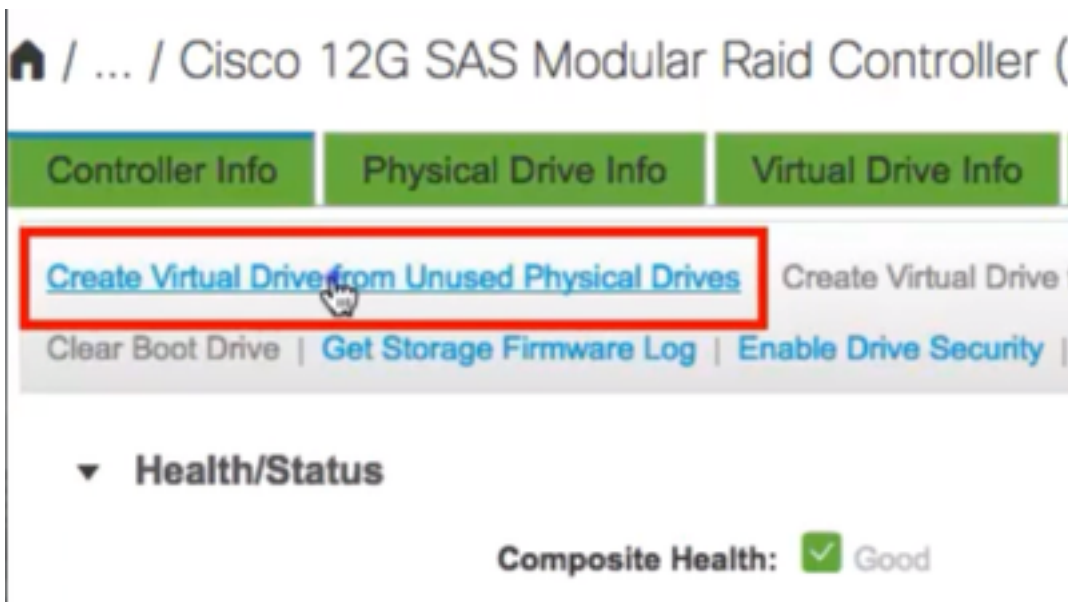 / ... / Cisco 12G SAS Modular Raid Controller (
Controller Info Physical Drive Info Virtual Drive Info
Create Virtual Drive from Unused Physical Drives Create Virtual Drive
Clear Boot Drive | Get Storage Firmware Log | Enable Drive Security |
Health/Status
Composite Health: Good